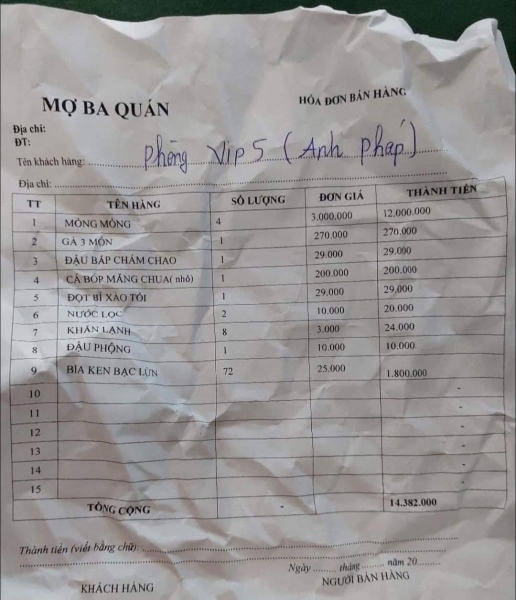 MỢ BA QUÁN
HÓA ĐƠN BÁN HÀNG
Địa chỉ:
ĐT:
Tên khách hàng: Phòng Vip 5 (Anh Pháp)
Địa chỉ:
TT TÊN HÀNG SỐ LƯỢNG ĐƠN GIÁ THÀNH TIỀN
1 MÒNG MÒNG 4 3.000.000 12.000.000
2 GÀ 3 MÓN 1 270.000 270.000
3 ĐẬU BẮP CHẤM CHAO 1 29.000 29.000
4 CÁ BÓP MĂNG CHUA( nhỏ) 1 200.000 200.000
5 ĐỌT BÍ XÀO TỎI 1 29.000 29.000
6 NƯỚC LỌC 2 10.000 20.000
7 KHĂN LẠNH 8 3.000 24.000
8 ĐẬU PHỘNG 1 10.000 10.000
9 BIA KEN BẠC LÙN 72 25.000 1.800.000
10 -
11 -
12 -
13 -
14 -
15 -
TỔNG CỘNG - 14.382.000
Thành tiền (viết bằng chữ):
Ngày ........ tháng ........ năm 20........
KHÁCH HÀNG NGƯỜI BÁN HÀNG